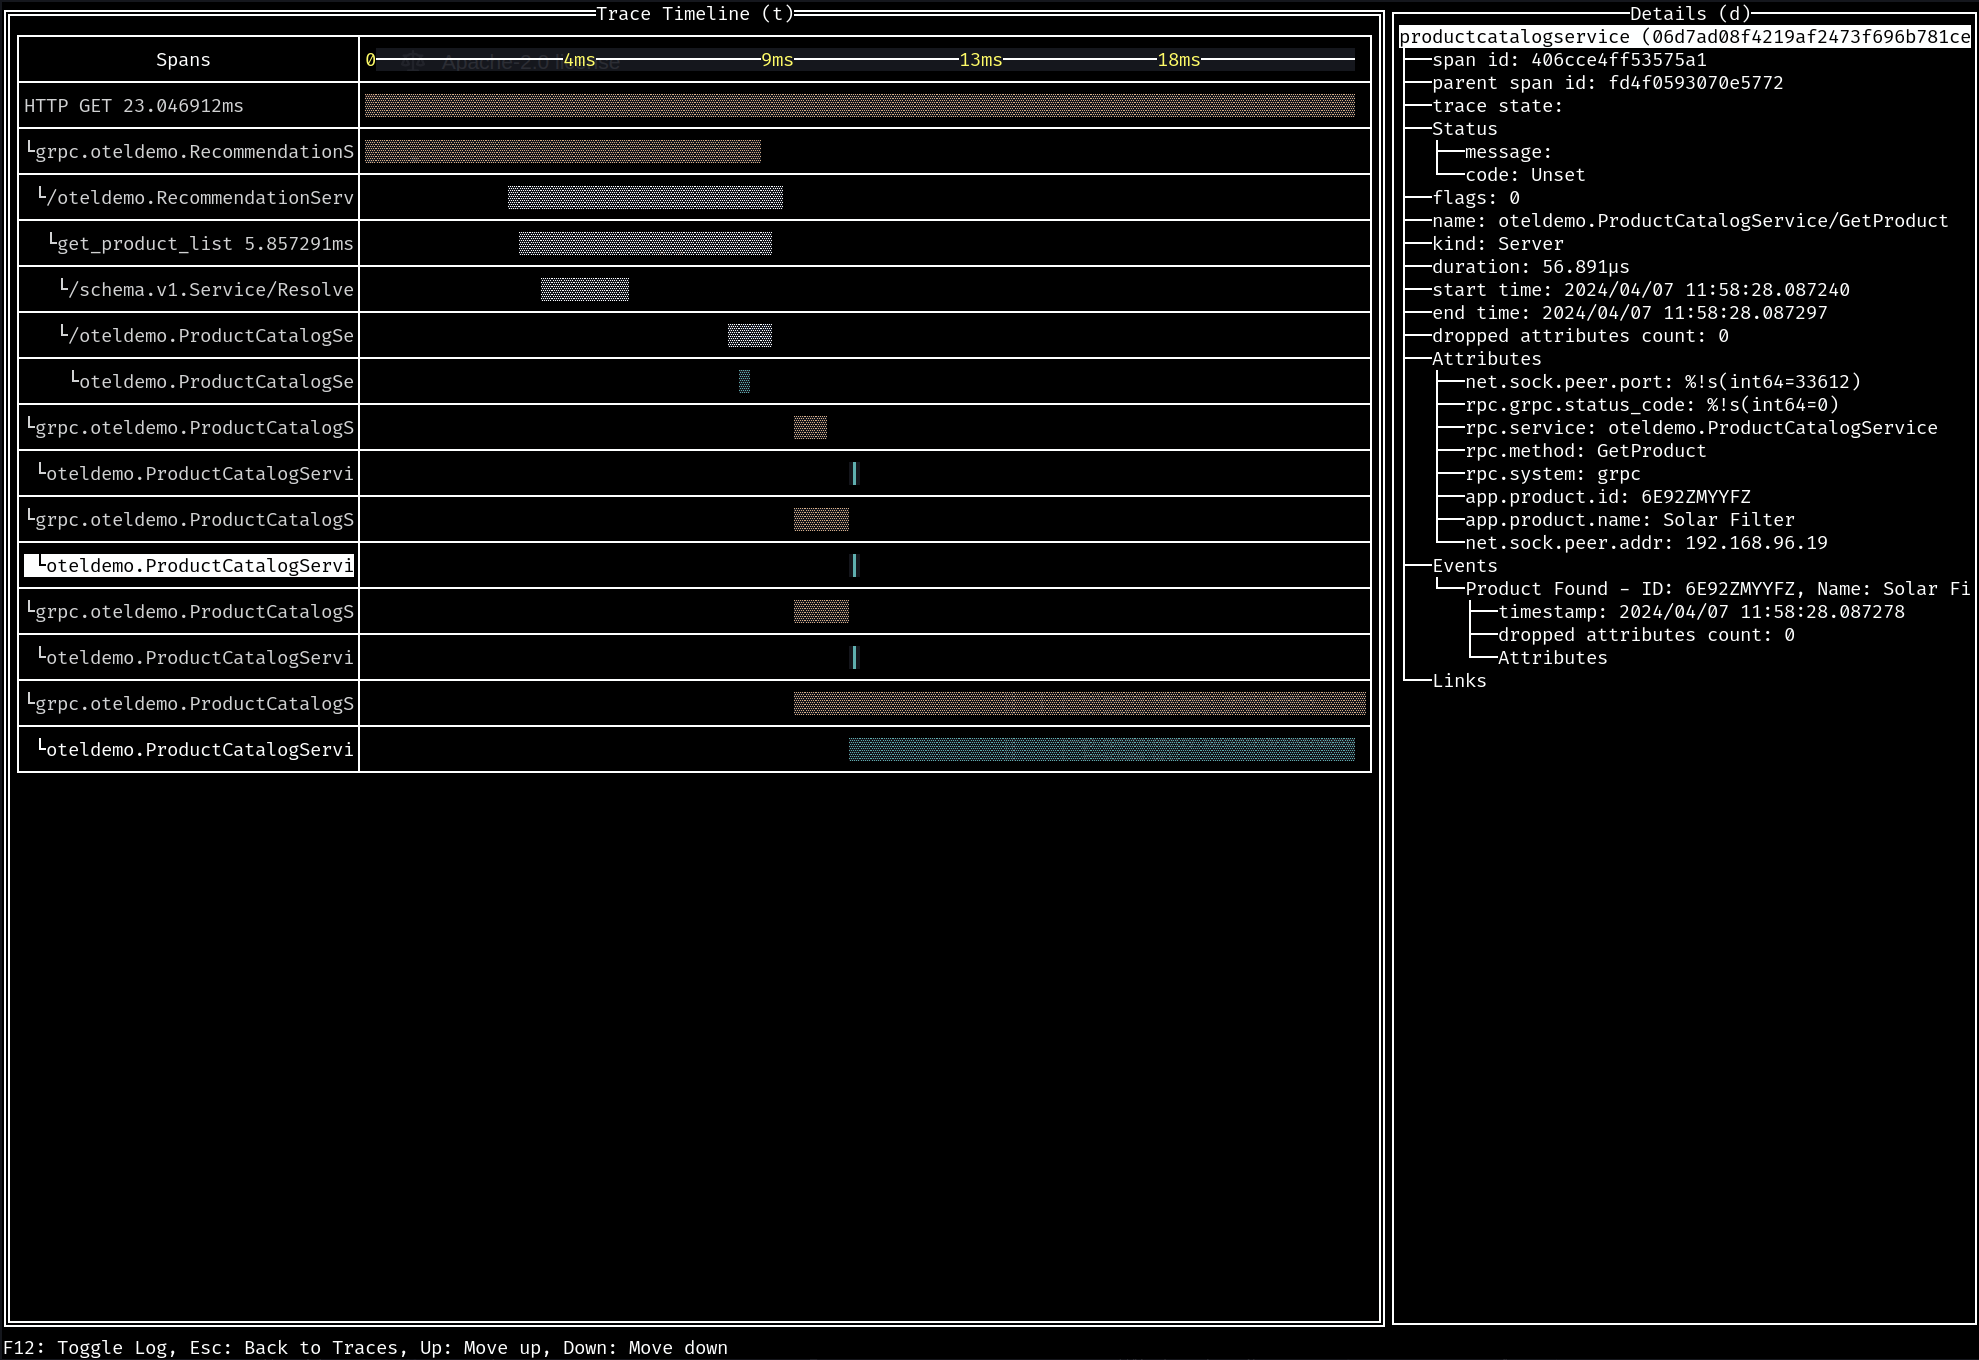 Trace Timeline (t)
Spans
0 4ms 9ms 13ms 18ms
Apache-2.0 license
HTTP GET 23.046912ms
└grpc.oteldemo.RecommendationS
└/oteldemo.RecommendationServ
└get_product_list 5.857291ms
└/schema.v1.Service/Resolve
└/oteldemo.ProductCatalogSe
└oteldemo.ProductCatalogSe
└grpc.oteldemo.ProductCatalogS
└oteldemo.ProductCatalogServi
└grpc.oteldemo.ProductCatalogS
└oteldemo.ProductCatalogServi
└grpc.oteldemo.ProductCatalogS
└oteldemo.ProductCatalogServi
└grpc.oteldemo.ProductCatalogS
└oteldemo.ProductCatalogServi
Details (d)
productcatalogservice (06d7ad08f4219af2473f696b781ce
├──span id: 406cce4ff53575a1
├──parent span id: fd4f0593070e5772
├──trace state:
├──Status
│  ├──message:
│  └──code: Unset
├──flags: 0
├──name: oteldemo.ProductCatalogService/GetProduct
├──kind: Server
├──duration: 56.891µs
├──start time: 2024/04/07 11:58:28.087240
├──end time: 2024/04/07 11:58:28.087297
├──dropped attributes count: 0
├──Attributes
│  ├──net.sock.peer.port: %!s(int64=33612)
│  ├──rpc.grpc.status_code: %!s(int64=0)
│  ├──rpc.service: oteldemo.ProductCatalogService
│  ├──rpc.method: GetProduct
│  ├──rpc.system: grpc
│  ├──app.product.id: 6E92ZMYYFZ
│  ├──app.product.name: Solar Filter
│  └──net.sock.peer.addr: 192.168.96.19
├──Events
│  └──Product Found - ID: 6E92ZMYYFZ, Name: Solar Fi
│     ├──timestamp: 2024/04/07 11:58:28.087278
│     ├──dropped attributes count: 0
│     └──Attributes
└──Links
F12: Toggle Log, Esc: Back to Traces, Up: Move up, Down: Move down